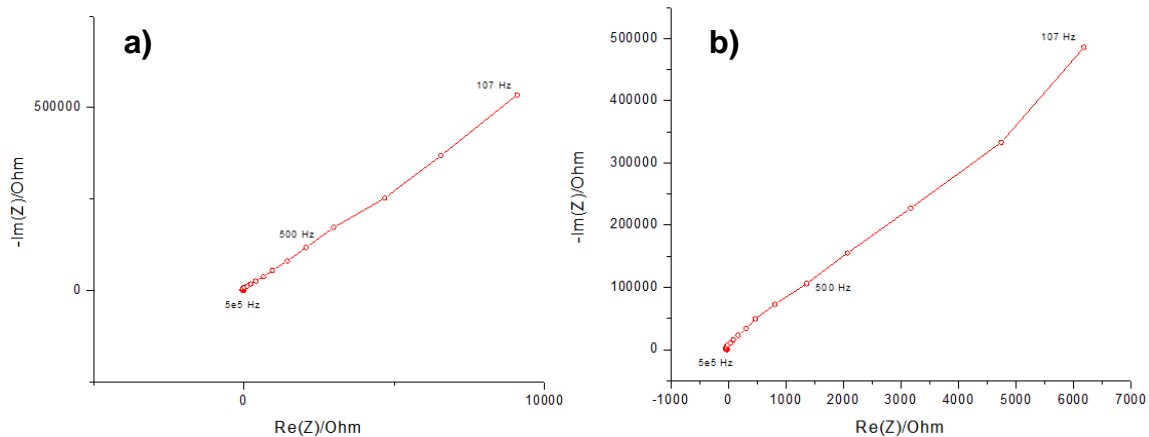 a)
107 Hz
500000
500 Hz
0
5e5 Hz
0
10000
-Im(Z)/Ohm
Re(Z)/Ohm
b)
107 Hz
500000
400000
300000
200000
100000
0
500 Hz
5e5 Hz
-1000 0 1000 2000 3000 4000 5000 6000 7000
-Im(Z)/Ohm
Re(Z)/Ohm